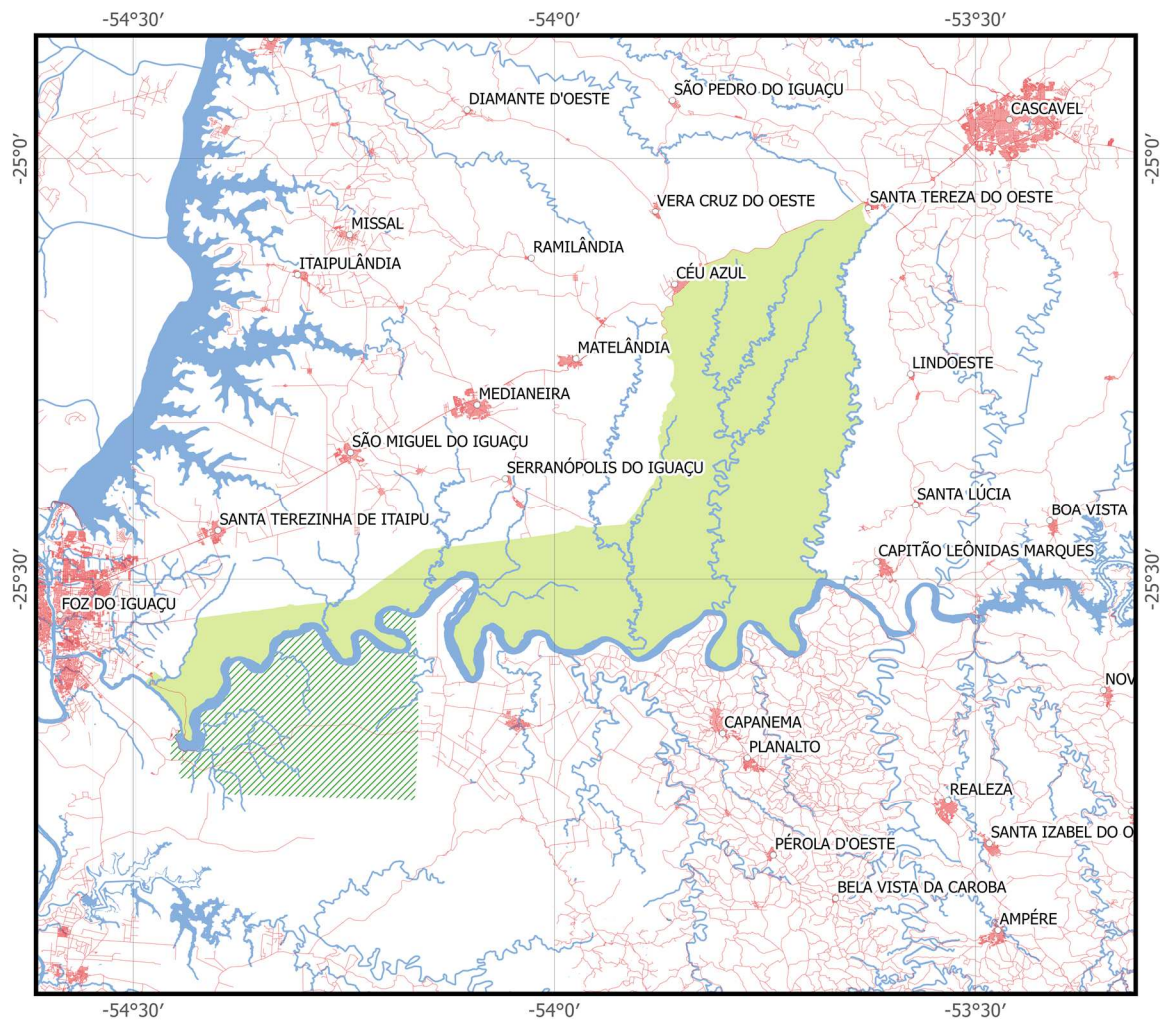 -54°30'
-54°0'
-53°30'
SÃO PEDRO DO IGUAÇU
DIAMANTE D'OESTE
CASCAVEL
-25°0'
-25°0'
VERA CRUZ DO OESTE
SANTA TEREZA DO OESTE
MISSAL
RAMILÂNDIA
ITAIPULÂNDIA
CÉU AZUL
MATELÂNDIA
LINDOESTE
MEDIANEIRA
SÃO MIGUEL DO IGUAÇU
SERRANÓPOLIS DO IGUAÇU
SANTA LÚCIA
BOA VISTA
SANTA TEREZINHA DE ITAIPU
CAPITÃO LEÔNIDAS MARQUES
-25°30'
-25°30'
FOZ DO IGUAÇU
NOV
CAPANEMA
PLANALTO
REALEZA
SANTA IZABEL DO O
PÉROLA D'OESTE
BELA VISTA DA CAROBA
AMPÉRE
-54°30'
-54°0'
-53°30'